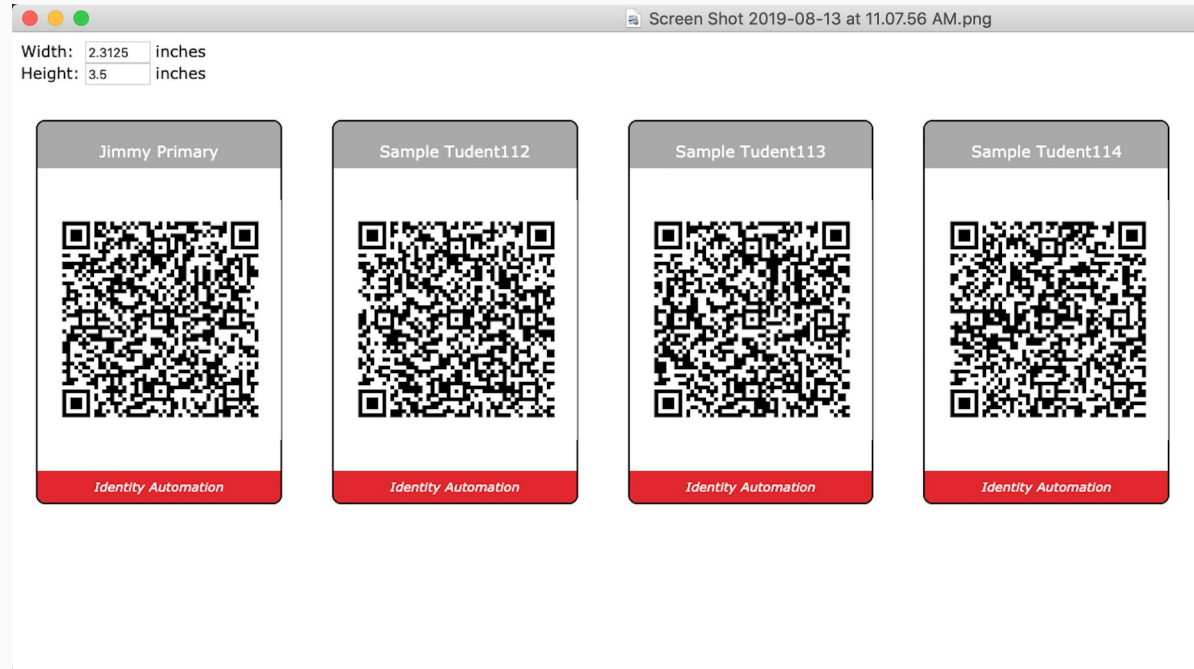 Screen Shot 2019-08-13 at 11.07.56 AM.png
Width: 2.3125 inches
Height: 3.5 inches
Jimmy Primary
Sample Tudent112
Sample Tudent113
Sample Tudent114
Identity Automation
Identity Automation
Identity Automation
Identity Automation